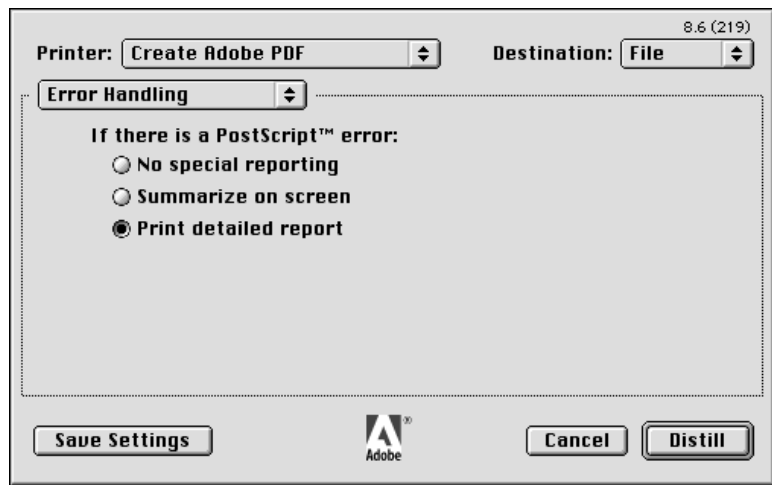 8.6 (219)
Printer: Create Adobe PDF Destination: File
Error Handling
If there is a PostScript™ error:
No special reporting
Summarize on screen
Print detailed report
Save Settings Adobe® Cancel Distill